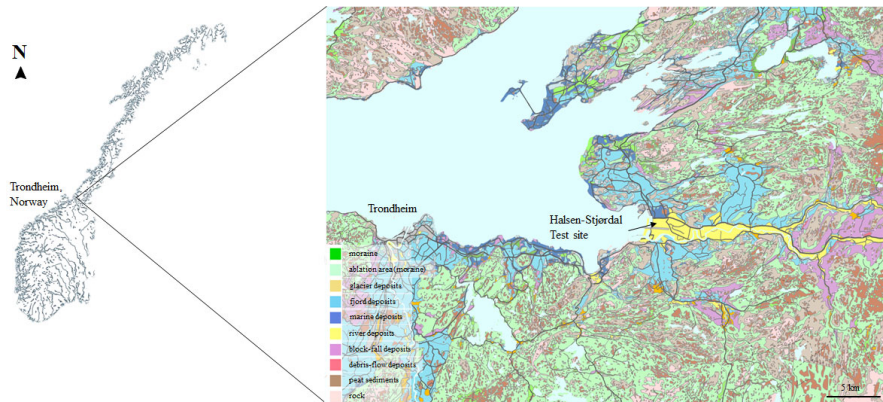 N
Trondheim,
Norway
Trondheim
Halsen-Stjørdal
Test site
moraine
ablation area (moraine)
glacier deposits
fjord deposits
marine deposits
river deposits
block-fall deposits
debris-flow deposits
peat sediments
rock
5 km